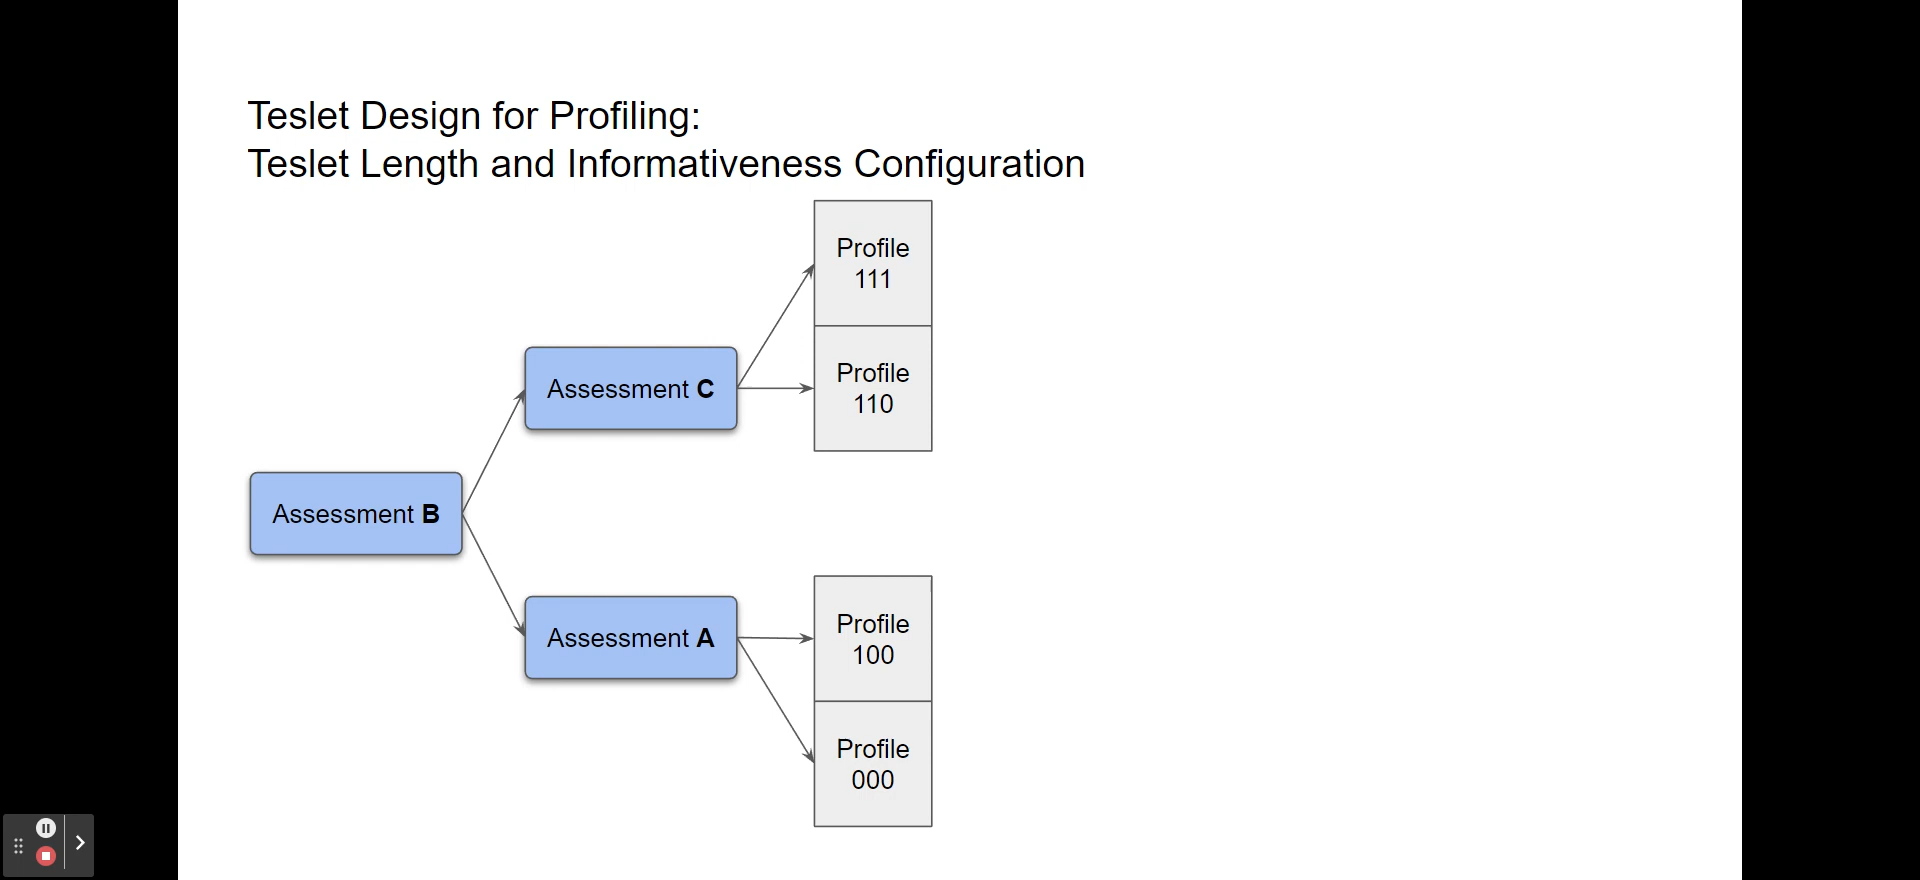 Teslet Design for Profiling:
Teslet Length and Informativeness Configuration
Profile
111
Assessment C
Profile
110
Assessment B
Assessment A
Profile
100
Profile
000